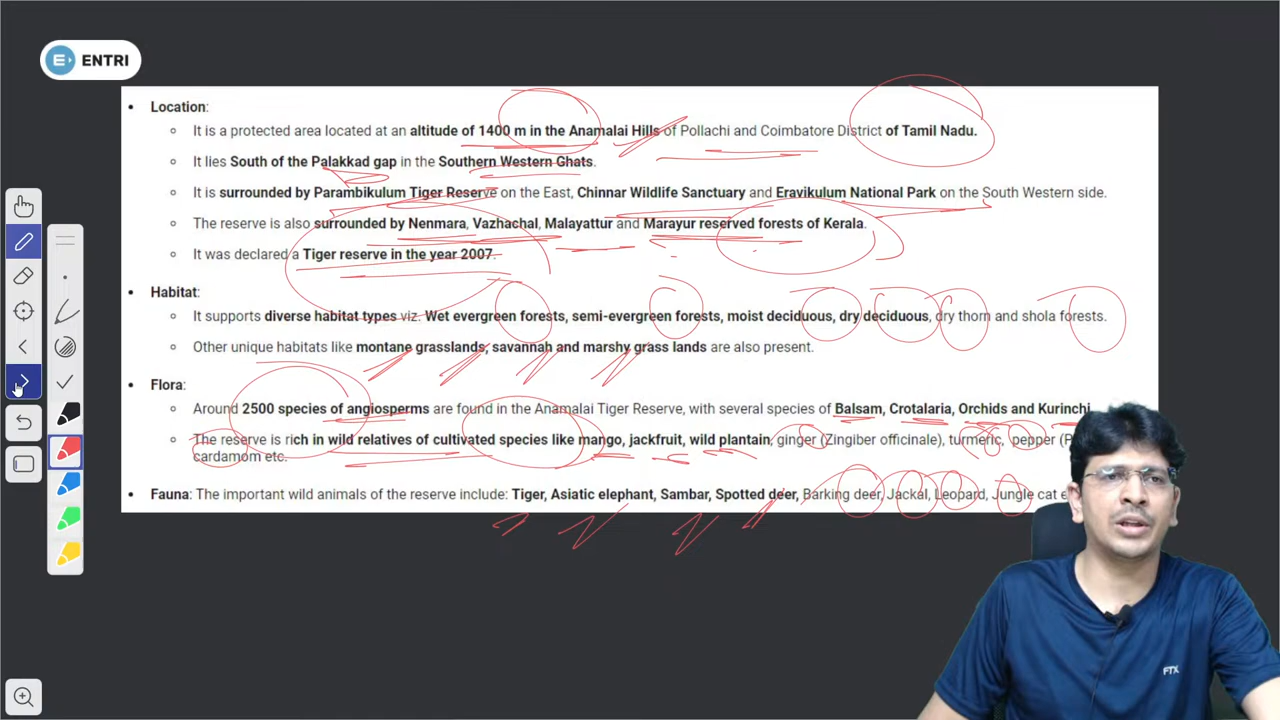 ENTRI
• Location:
○ It is a protected area located at an altitude of 1400 m in the Anamalai Hills of Pollachi and Coimbatore District of Tamil Nadu.
○ It lies South of the Palakkad gap in the Southern Western Ghats.
○ It is surrounded by Parambikulum Tiger Reserve on the East, Chinnar Wildlife Sanctuary and Eravikulum National Park on the South Western side.
○ The reserve is also surrounded by Nenmara, Vazhachal, Malayattur and Marayur reserved forests of Kerala.
○ It was declared a Tiger reserve in the year 2007.
• Habitat:
○ It supports diverse habitat types viz. Wet evergreen forests, semi-evergreen forests, moist deciduous, dry deciduous, dry thorn and shola forests.
○ Other unique habitats like montane grasslands, savannah and marshy grass lands are also present.
• Flora:
○ Around 2500 species of angiosperms are found in the Anamalai Tiger Reserve, with several species of Balsam, Crotalaria, Orchids and Kurinchi.
○ The reserve is rich in wild relatives of cultivated species like mango, jackfruit, wild plantain, ginger (Zingiber officinale), turmeric, pepper (P
cardamom etc.
• Fauna: The important wild animals of the reserve include: Tiger, Asiatic elephant, Sambar, Spotted deer, Barking deer, Jackal, Leopard, Jungle cat e
FTX